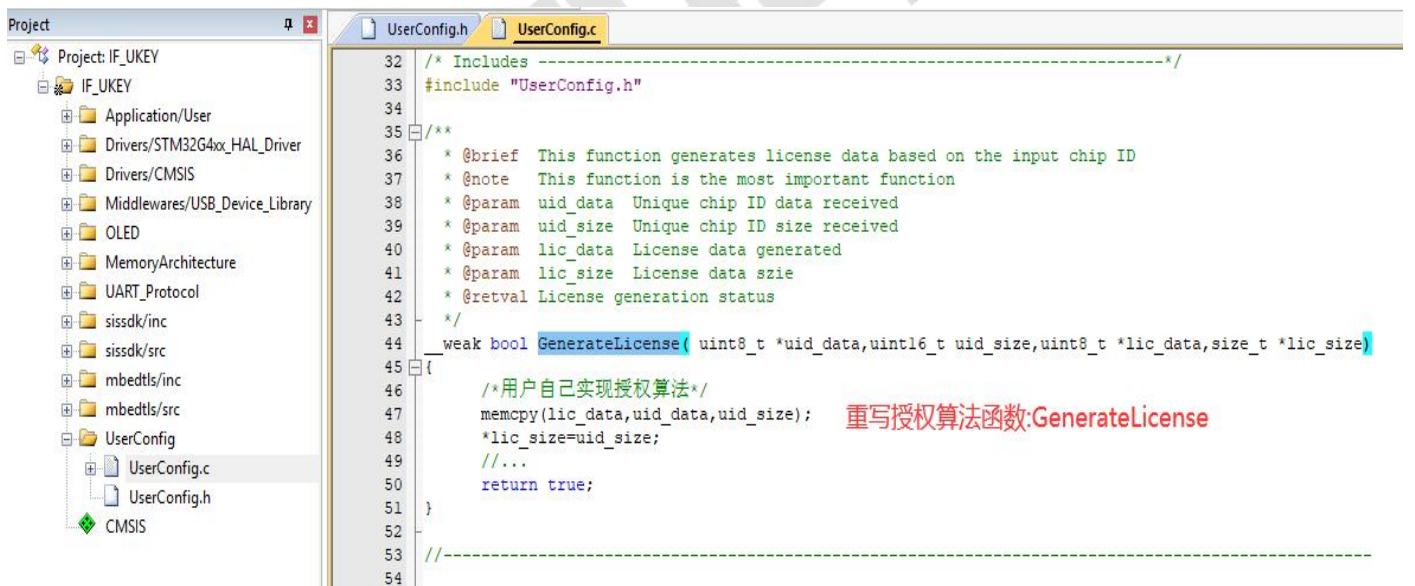 Project
Project: IF_UKEY
IF_UKEY
Application/User
Drivers/STM32G4xx_HAL_Driver
Drivers/CMSIS
Middlewares/USB_Device_Library
OLED
MemoryArchitecture
UART_Protocol
sissdk/inc
sissdk/src
mbedtls/inc
mbedtls/src
UserConfig
UserConfig.c
UserConfig.h
CMSIS
UserConfig.h UserConfig.c
32 /* Includes ------------------------------------------------------------------*/
33 #include "UserConfig.h"
34
35 /**
36 * @brief This function generates license data based on the input chip ID
37 * @note This function is the most important function
38 * @param uid_data Unique chip ID data received
39 * @param uid_size Unique chip ID size received
40 * @param lic_data License data generated
41 * @param lic_size License data szie
42 * @retval License generation status
43 */
44 __weak bool GenerateLicense( uint8_t *uid_data,uint16_t uid_size,uint8_t *lic_data,size_t *lic_size)
45 {
46 /*用户自己实现授权算法*/
47 memcpy(lic_data,uid_data,uid_size); 重写授权算法函数:GenerateLicense
48 *lic_size=uid_size;
49 //...
50 return true;
51 }
52
53 //--------------------------------------------------------------------------------------------------
54